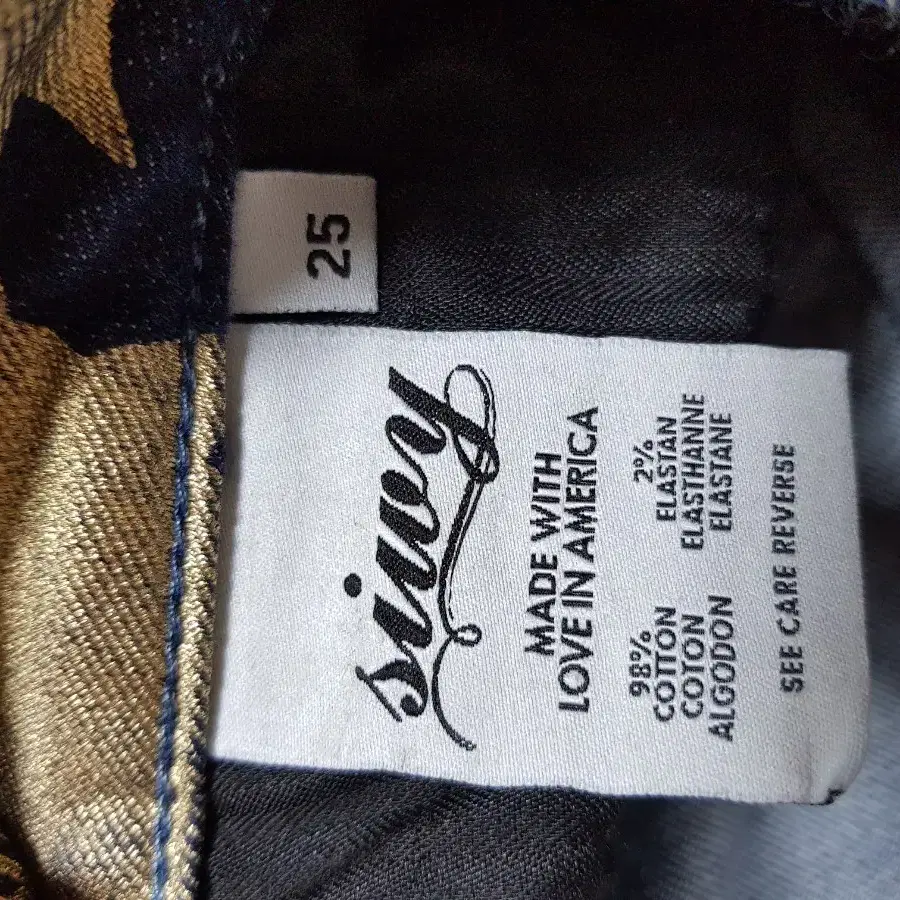 25
siwy
MADE WITH
LOVE IN AMERICA
98%
COTTON
COTON
ALGODON
2%
ELASTAN
ELASTHANNE
ELASTANE
SEE CARE REVERSE